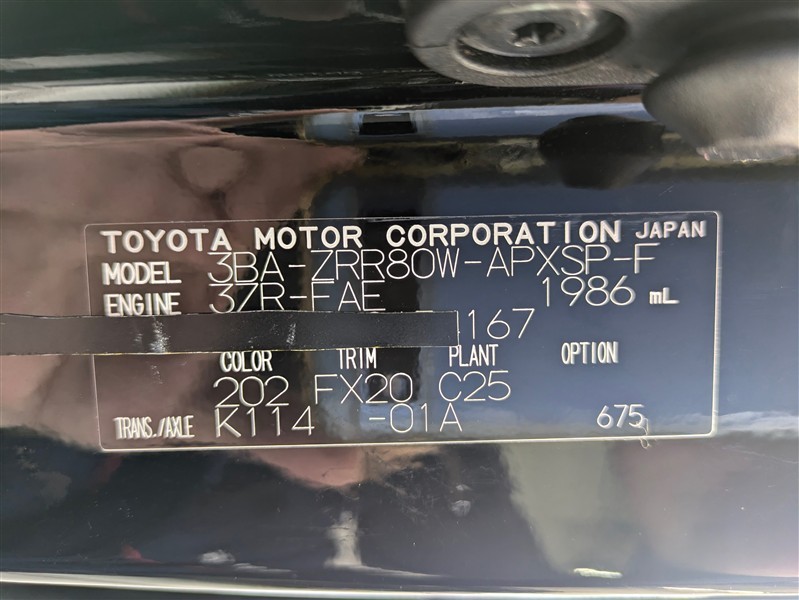 TOYOTA MOTOR CORPORATION JAPAN
MODEL 3BA-ZRR80W-APXSP-F
ENGINE 3ZR-FAE 1986 mL
167
COLOR TRIM PLANT OPTION
202 FX20 C25
TRANS./AXLE K114 -01A 675